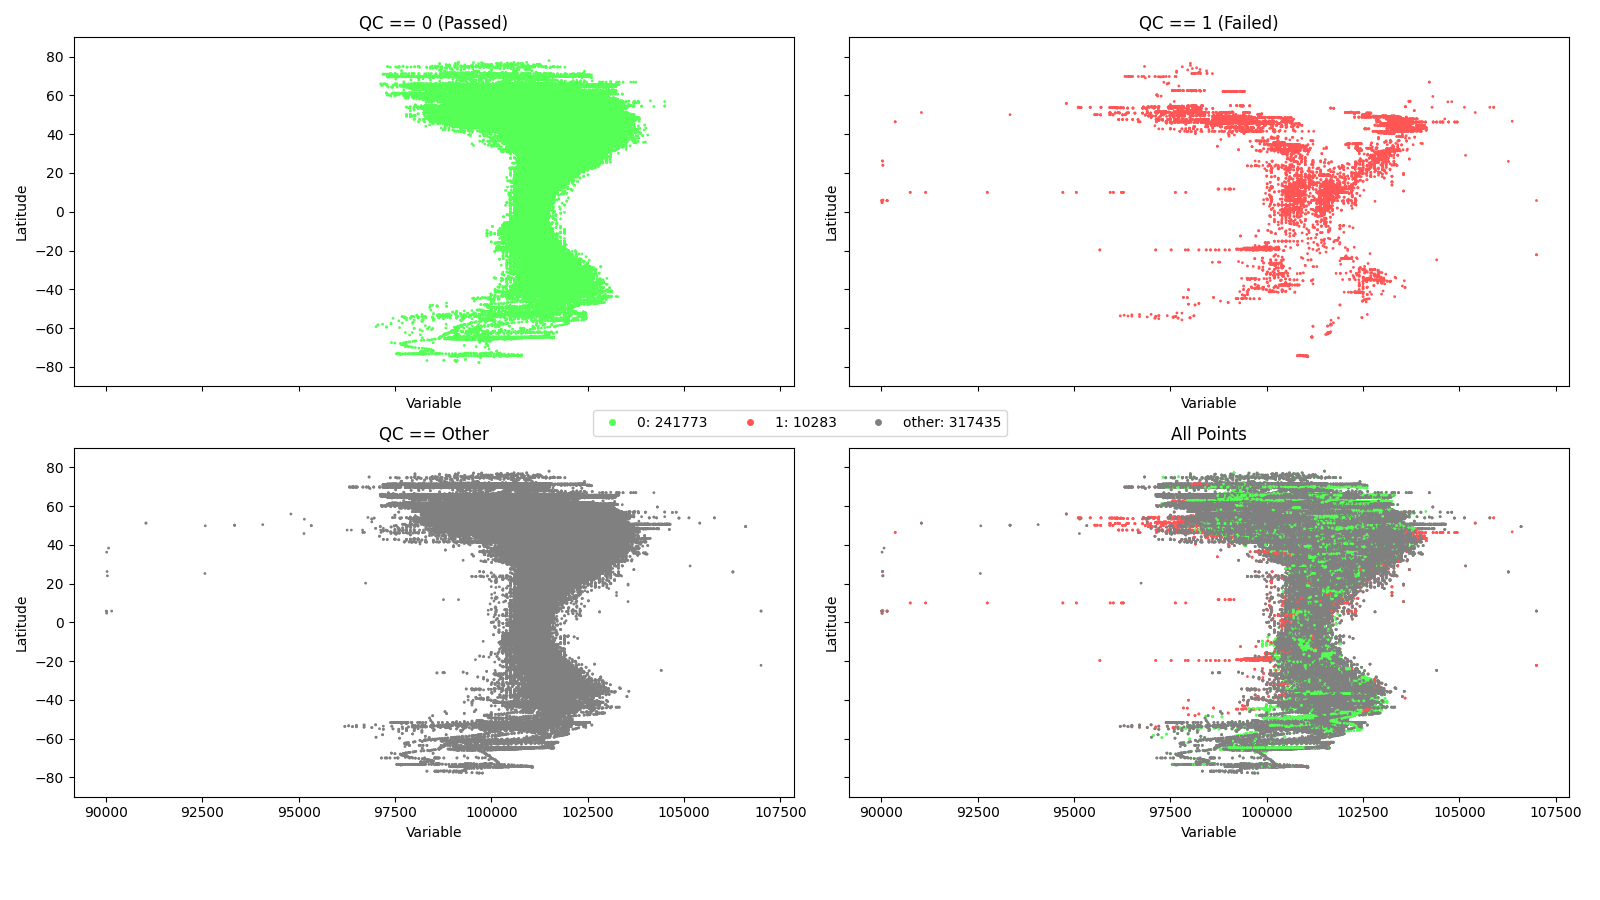 QC == 0 (Passed)
QC == 1 (Failed)
80
60
40
20
0
−20
−40
−60
−80
Latitude
Latitude
Variable
Variable
0: 241773 1: 10283 other: 317435
QC == Other
All Points
80
60
40
20
0
−20
−40
−60
−80
Latitude
Latitude
90000 92500 95000 97500 100000 102500 105000 107500
90000 92500 95000 97500 100000 102500 105000 107500
Variable
Variable